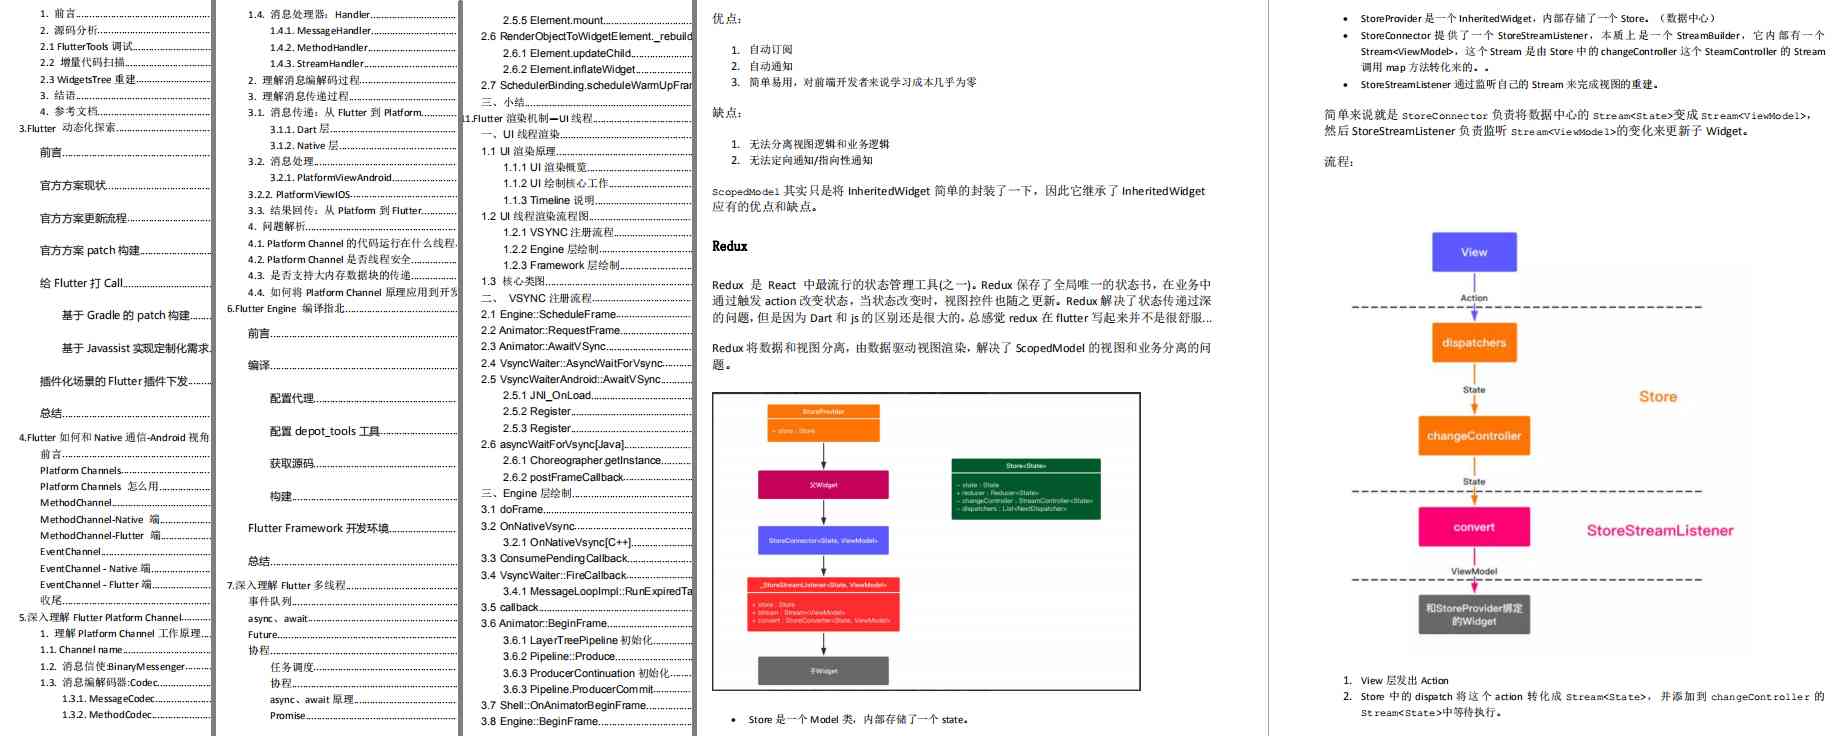 1. 前言
2. 源码分析
2.1 FlutterTools 调试
2.2 增量代码扫描
2.3 WidgetsTree 重建
3. 结语
4. 参考文档
3.Flutter 动态化探索
前言
官方方案现状
官方方案更新流程
官方方案 patch 构建
给 Flutter 打 Call
基于 Gradle 的 patch 构建
基于 Javassist 实现定制化需求
插件化场景的 Flutter 插件下发
总结
4.Flutter 如何和 Native 通信-Android 视角
前言
Platform Channels
Platform Channels 怎么用
MethodChannel
MethodChannel-Native 端
MethodChannel-Flutter 端
EventChannel
EventChannel - Native 端
EventChannel - Flutter 端
收尾
5.深入理解 Flutter Platform Channel
1. 理解 Platform Channel 工作原理
1.1. Channel name
1.2. 消息信使:BinaryMessenger
1.3. 消息编解码器:Codec
1.3.1. MessageCodec
1.3.2. MethodCodec
1.4. 消息处理器: Handler
1.4.1. MessageHandler
1.4.2. MethodHandler
1.4.3. StreamHandler
2. 理解消息编解码过程
3. 理解消息传递过程
3.1. 消息传递: 从 Flutter 到 Platform
3.1.1. Dart 层
3.1.2. Native 层
3.2. 消息处理
3.2.1. PlatformViewAndroid
3.2.2. PlatformViewIOS
3.3. 结果回传: 从 Platform 到 Flutter
4. 问题解析
4.1. Platform Channel 的代码运行在什么线程
4.2. Platform Channel 是否线程安全
4.3. 是否支持大内存数据块的传递
4.4. 如何将 Platform Channel 原理应用到开发
6.Flutter Engine 编译指北
前言
编译
配置代理
配置 depot_tools 工具
获取源码
构建
Flutter Framework 开发环境
总结
7.深入理解 Flutter 多线程
事件队列
async、await
Future
协程
任务调度
协程
async、await 原理
Promise
2.5.5 Element.mount
2.6 RenderObjectToWidgetElement._rebuild
2.6.1 Element.updateChild
2.6.2 Element.inflateWidget
2.7 SchedulerBinding.scheduleWarmUpFrar
三、小结
11.Flutter 渲染机制—UI 线程
一、UI 线程渲染
1.1 UI 渲染原理
1.1.1 UI 渲染概览
1.1.2 UI 绘制核心工作
1.1.3 Timeline 说明
1.2 UI 线程渲染流程图
1.2.1 VSYNC 注册流程
1.2.2 Engine 层绘制
1.2.3 Framework 层绘制
1.3 核心类图
二、 VSYNC 注册流程
2.1 Engine::ScheduleFrame
2.2 Animator::RequestFrame
2.3 Animator::AwaitVSync
2.4 VsyncWaiter::AsyncWaitForVsync
2.5 VsyncWaiterAndroid::AwaitVSync
2.5.1 JNI_OnLoad
2.5.2 Register
2.5.3 Register
2.6 asyncWaitForVsync[Java]
2.6.1 Choreographer.getInstance
2.6.2 postFrameCallback
三、Engine 层绘制
3.1 doFrame
3.2 OnNativeVsync
3.2.1 OnNativeVsync[C++]
3.3 ConsumePendingCallback
3.4 VsyncWaiter::FireCallback
3.4.1 MessageLoopImpl::RunExpiredTa
3.5 callback
3.6 Animator::BeginFrame
3.6.1 LayerTreePipeline 初始化
3.6.2 Pipeline::Produce
3.6.3 ProducerContinuation 初始化
3.6.3 Pipeline.ProducerCommit
3.7 Shell::OnAnimatorBeginFrame
3.8 Engine::BeginFrame
优点:
1. 自动订阅
2. 自动通知
3. 简单易用，对前端开发者来说学习成本几乎为零
缺点:
1. 无法分离视图逻辑和业务逻辑
2. 无法定向通知/指向性通知
ScopedModel 其实只是将 InheritedWidget 简单的封装了一下，因此它继承了 InheritedWidget
应有的优点和缺点。
Redux
Redux 是 React 中最流行的状态管理工具(之一)。Redux 保存了全局唯一的状态书，在业务中
通过触发 action 改变状态，当状态改变时，视图控件也随之更新。Redux 解决了状态传递过深
的问题，但是因为 Dart 和 js 的区别还是很大的，总感觉 redux 在 flutter 写起来并不是很舒服...
Redux 将数据和视图分离，由数据驱动视图渲染，解决了 ScopedModel 的视图和业务分离的问
题。
StoreProvider
- store : Store
父Widget
StoreConnector<State, ViewModel>
_StoreStreamListener<State, ViewModel>
+ store : Store
+ stream : Stream<ViewModel>
+ convert : StoreConverter<State, ViewModel>
子Widget
Store<State>
– state : State
+ reducer : Reducer<State>
– changeController : StreamController<State>
– dispatchers : List<NextDispatcher>
• Store 是一个 Model 类，内部存储了一个 state。
• StoreProvider 是一个 InheritedWidget，内部存储了一个 Store。（数据中心）
• StoreConnector 提供了一个 StoreStreamListener，本质上是一个 StreamBuilder，它内部有一个
Stream<ViewModel>，这个 Stream 是由 Store 中的 changeController 这个 SteamController 的 Stream
调用 map 方法转化来的。。
• StoreStreamListener 通过监听自己的 Stream 来完成视图的重建。
简单来说就是 StoreConnector 负责将数据中心的 Stream<State>变成 Stream<ViewModel>，
然后 StoreStreamListener 负责监听 Stream<ViewModel>的变化来更新子 Widget。
流程:
View
Action
dispatchers
State
Store
changeController
State
convert
StoreStreamListener
ViewModel
和StoreProvider绑定
的Widget
1. View 层发出 Action
2. Store 中的 dispatch 将这个 action 转化成 Stream<State>，并添加到 changeController 的
Stream<State>中等待执行。